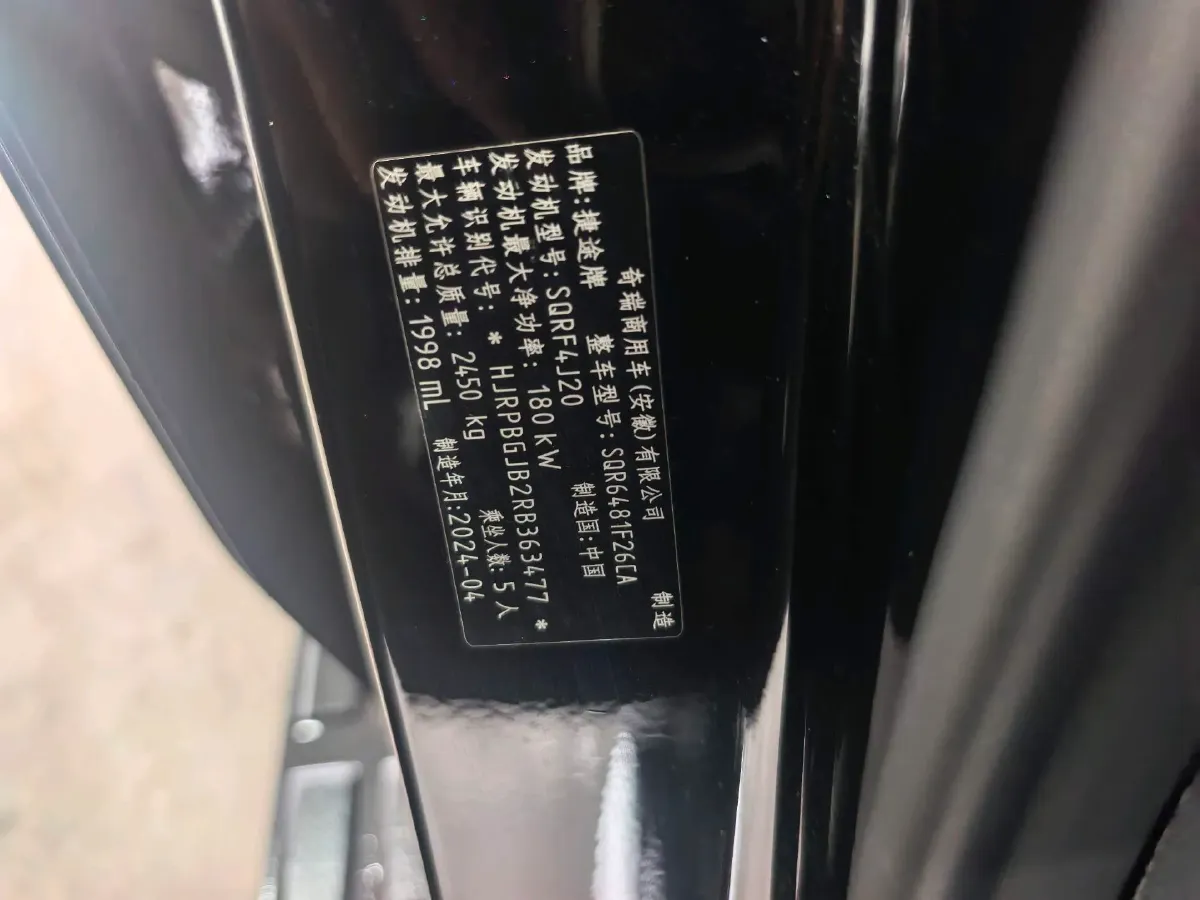 奇瑞商用车(安徽)有限公司 制造
品牌:捷途牌 整车型号:SQR6481F26CA
发动机型号:SQRF4J20 制造国:中国
发动机最大净功率:180kW
车辆识别代号:* HJRPBGJB2RB363477 *
最大允许总质量:2450 kg 乘坐人数:5人
发动机排量:1998 mL 制造年月:2024-04